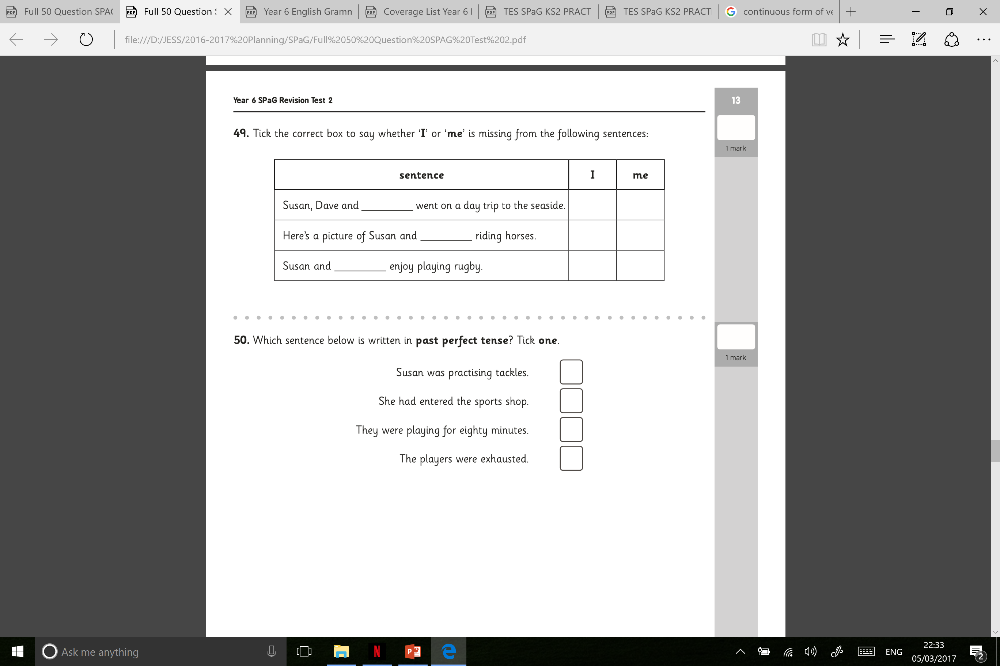 Full 50 Question SPAG
Full 50 Question
Year 6 English Gramm
Coverage List Year 6
TES SPaG KS2 PRACTI
TES SPaG KS2 PRACTI
continuous form of ve
file:///D:/JESS/2016-2017%20Planning/SPaG/Full%2050%20Question%20SPAG%20Test%202.pdf
Year 6 SPaG Revision Test 2
13
49. Tick the correct box to say whether ‘I’ or ‘me’ is missing from the following sentences:
1 mark
sentence I me
Susan, Dave and _________ went on a day trip to the seaside.
Here’s a picture of Susan and _________ riding horses.
Susan and _________ enjoy playing rugby.
50. Which sentence below is written in past perfect tense? Tick one.
1 mark
Susan was practising tackles.
She had entered the sports shop.
They were playing for eighty minutes.
The players were exhausted.
Ask me anything
ENG
22:33
05/03/2017
2